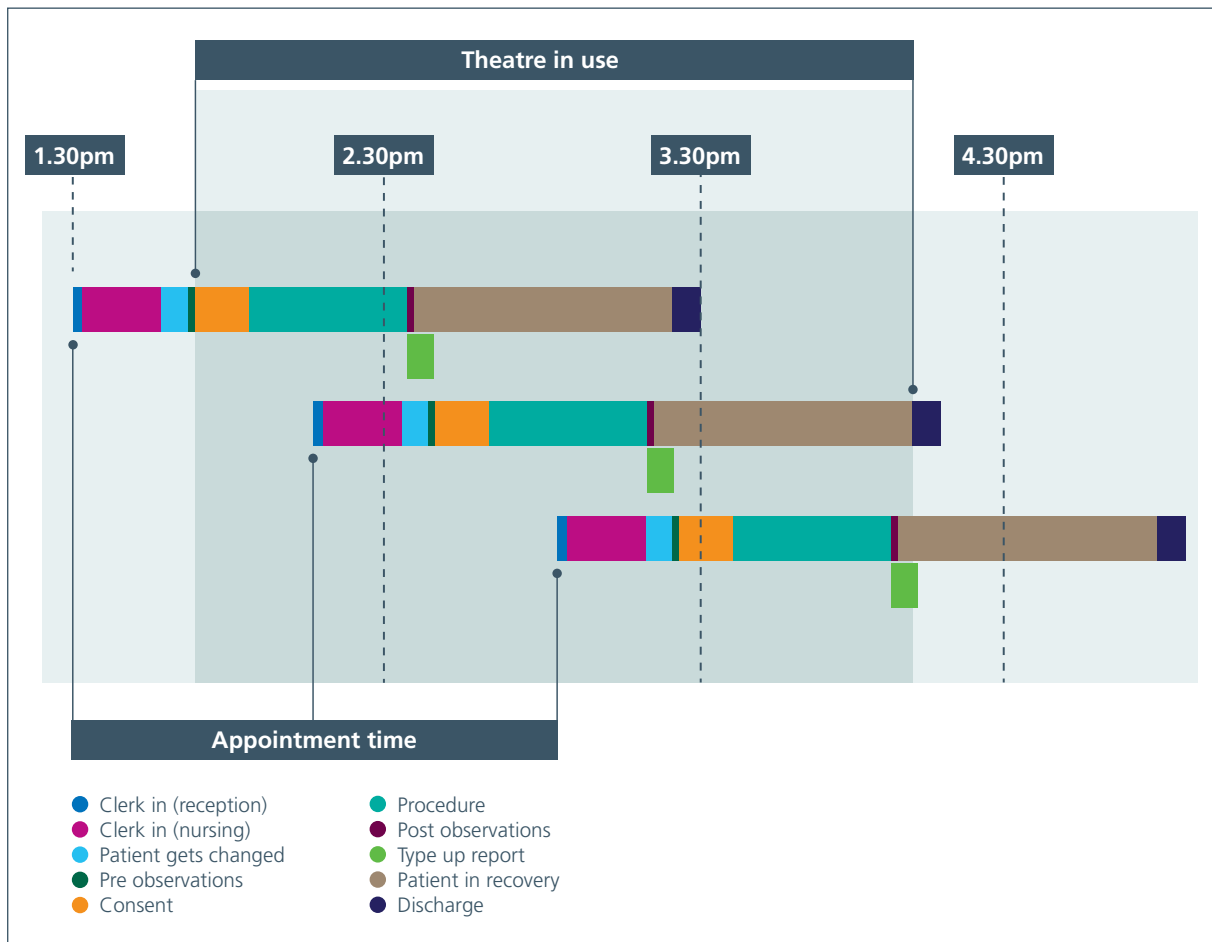 Theatre in use
1.30pm
2.30pm
3.30pm
4.30pm
Appointment time
Clerk in (reception)
Clerk in (nursing)
Patient gets changed
Pre observations
Consent
Procedure
Post observations
Type up report
Patient in recovery
Discharge